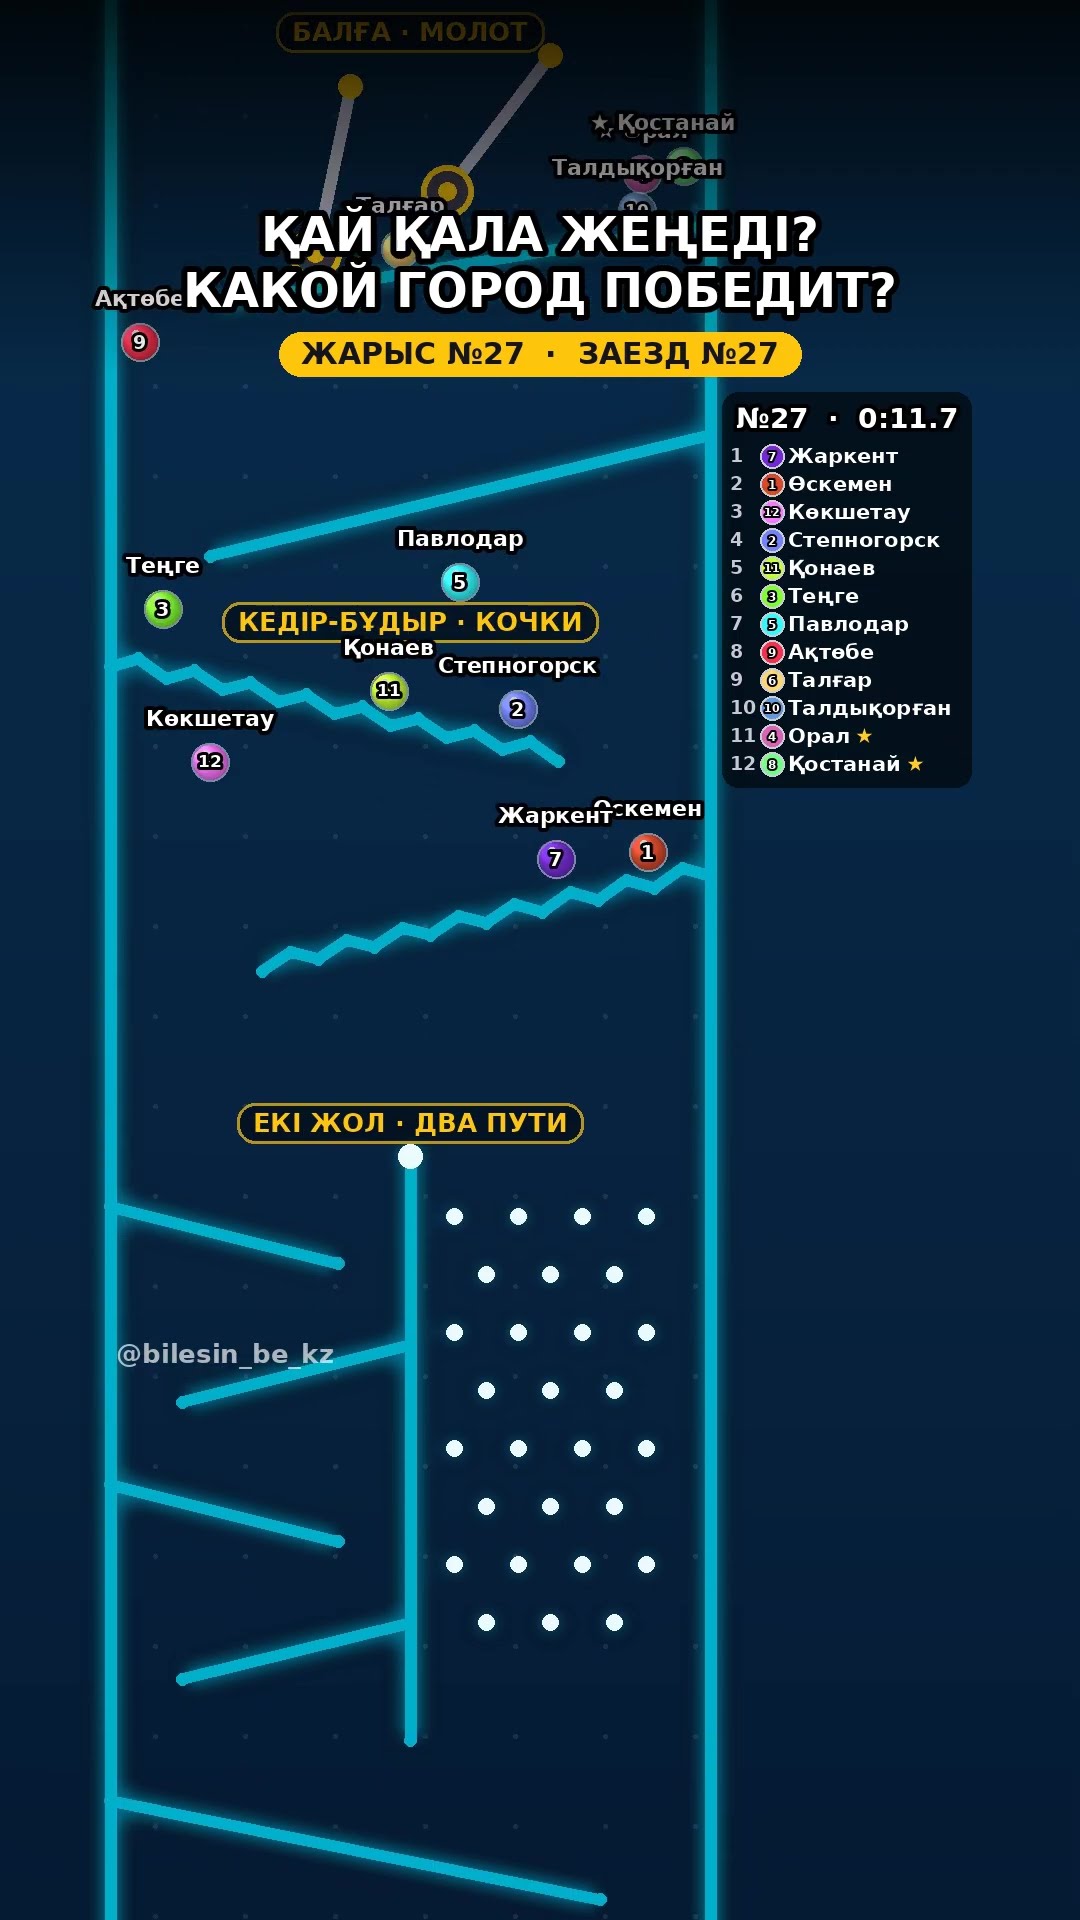 БАЛҒА · МОЛОТ
★ Қостанай
☆ Орал
Талдықорған
10
Талғар
ҚАЙ ҚАЛА ЖЕҢЕДІ?
Ақтөбе
КАКОЙ ГОРОД ПОБЕДИТ?
9
ЖАРЫС №27 · ЗАЕЗД №27
№27 · 0:11.7
1 7 Жаркент
2 1 Өскемен
3 12 Көкшетау
4 2 Степногорск
5 11 Қонаев
6 3 Теңге
7 5 Павлодар
8 9 Ақтөбе
9 6 Талғар
10 10 Талдықорған
11 4 Орал ★
12 8 Қостанай ★
Павлодар
5
Теңге
3
КЕДІР-БҰДЫР · КОЧКИ
Қонаев
11
Степногорск
2
Көкшетау
12
Жаркент
7
Өскемен
1
ЕКІ ЖОЛ · ДВА ПУТИ
@bilesin_be_kz